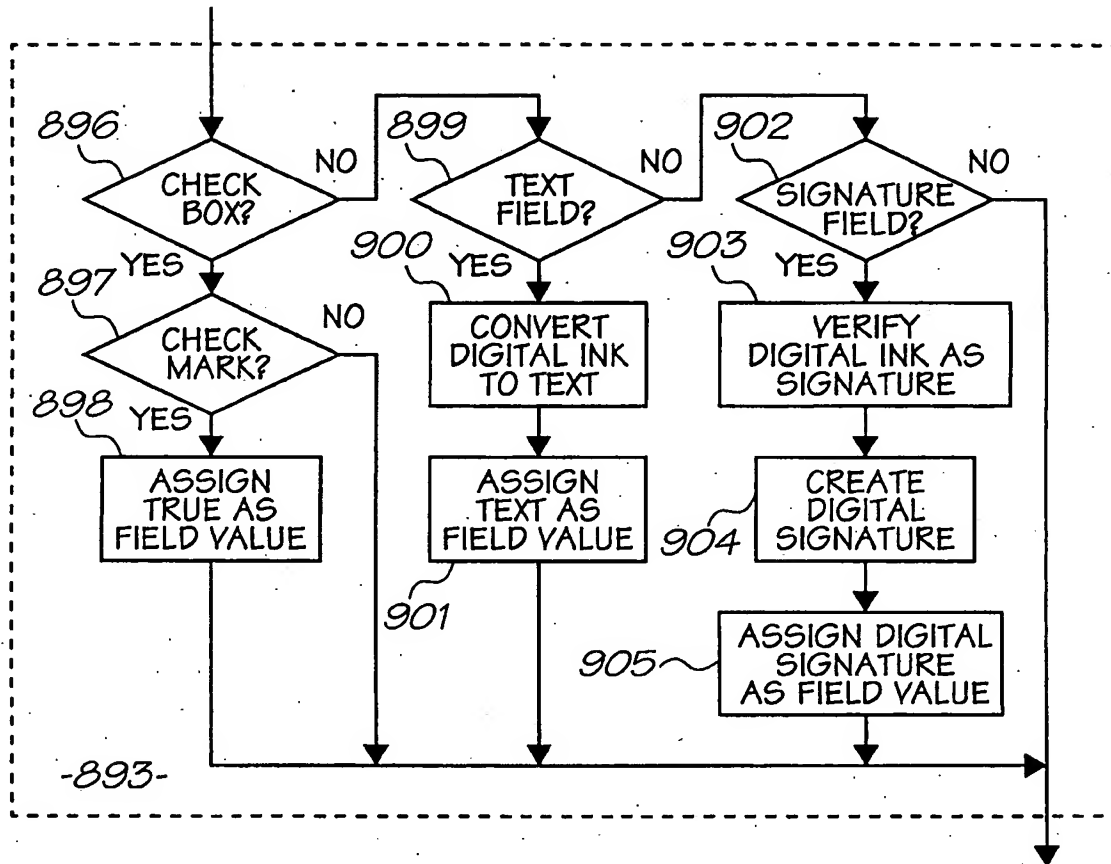 896
CHECK
BOX?
NO
YES
897
CHECK
MARK?
NO
YES
898
ASSIGN
TRUE AS
FIELD VALUE
899
TEXT
FIELD?
NO
YES
900
CONVERT
DIGITAL INK
TO TEXT
ASSIGN
TEXT AS
FIELD VALUE
901
902
SIGNATURE
FIELD?
NO
YES
903
VERIFY
DIGITAL INK AS
SIGNATURE
CREATE
DIGITAL
SIGNATURE
904
ASSIGN DIGITAL
SIGNATURE
AS FIELD VALUE
905
-893-